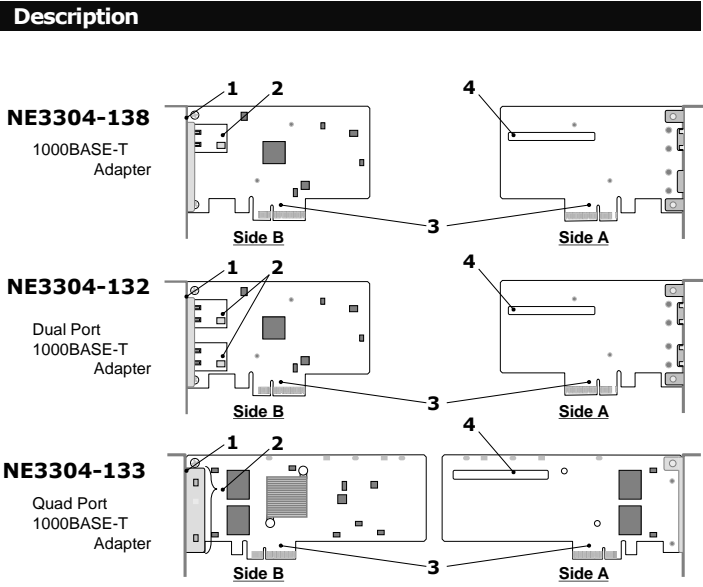 Description
1 2 4
NE3304-138
1000BASE-T
Adapter
3
Side B Side A
1 2 4
NE3304-132
Dual Port
1000BASE-T
Adapter
3
Side B Side A
1 2 4
NE3304-133
Quad Port
1000BASE-T
Adapter
3
Side B Side A